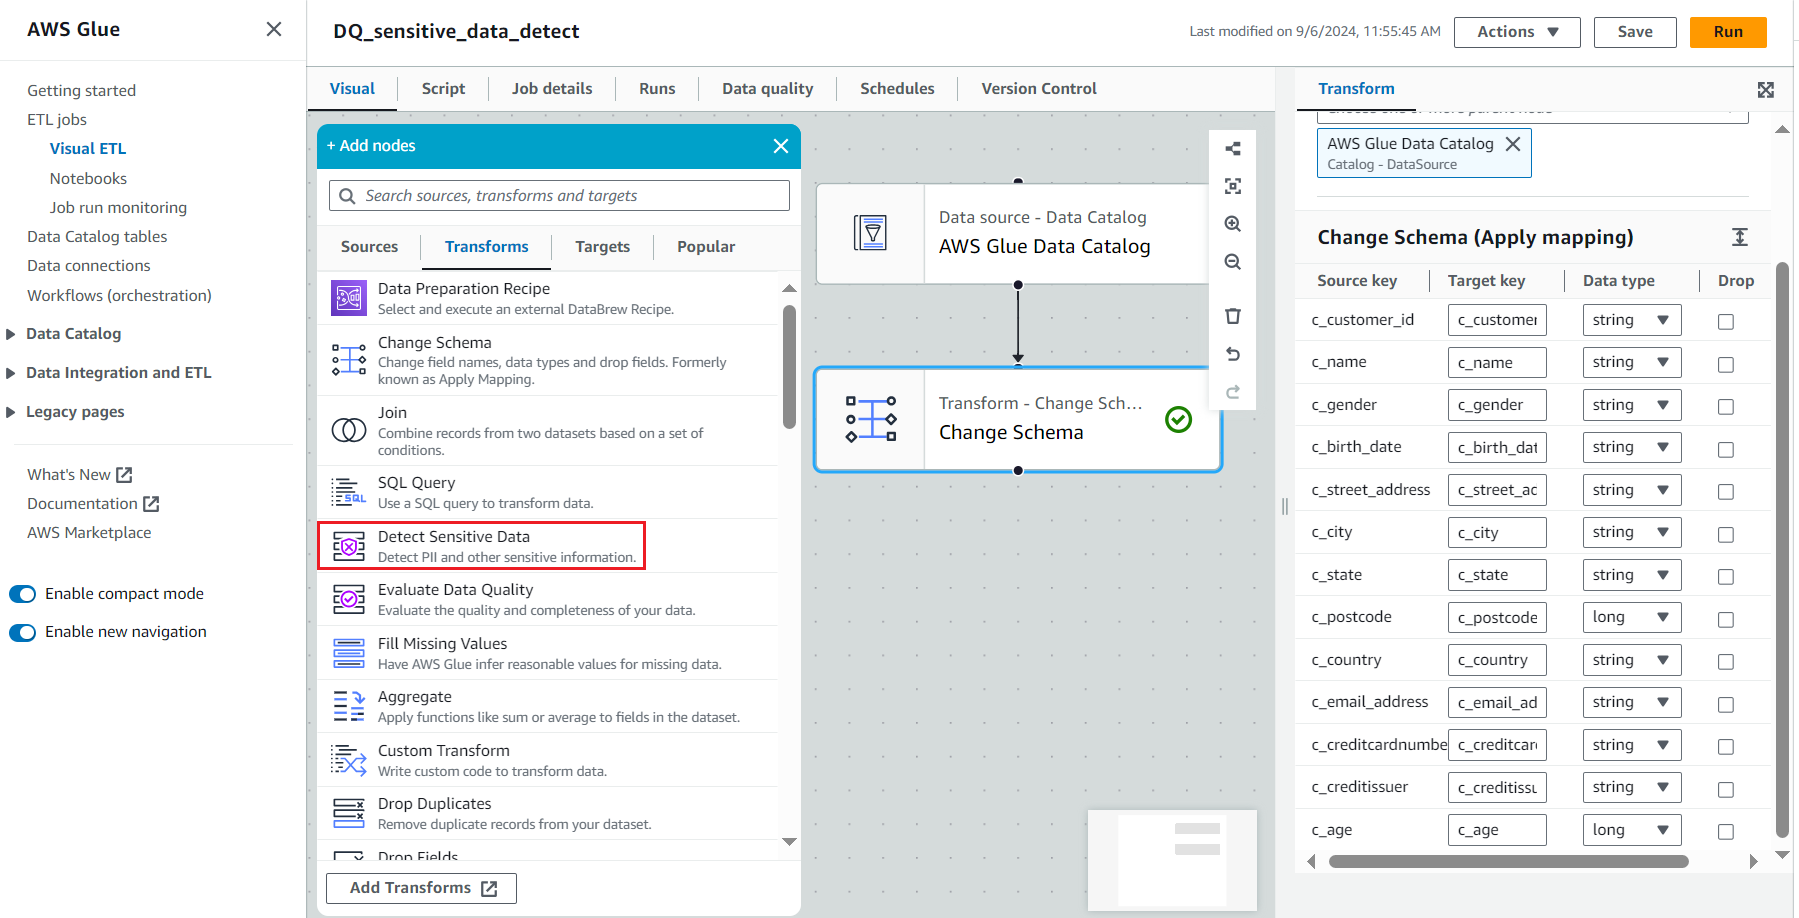 AWS Glue
Getting started
ETL jobs
Visual ETL
Notebooks
Job run monitoring
Data Catalog tables
Data connections
Workflows (orchestration)
Data Catalog
Data Integration and ETL
Legacy pages
What's New
Documentation
AWS Marketplace
Enable compact mode
Enable new navigation
DQ_sensitive_data_detect
Last modified on 9/6/2024, 11:55:45 AM
Actions
Save
Run
Visual
Script
Job details
Runs
Data quality
Schedules
Version Control
+ Add nodes
Search sources, transforms and targets
Sources
Transforms
Targets
Popular
Data Preparation Recipe
Select and execute an external DataBrew Recipe.
Change Schema
Change field names, data types and drop fields. Formerly
known as Apply Mapping.
Join
Combine records from two datasets based on a set of
conditions.
SQL
SQL Query
Use a SQL query to transform data.
Detect Sensitive Data
Detect PII and other sensitive information.
Evaluate Data Quality
Evaluate the quality and completeness of your data.
Fill Missing Values
Have AWS Glue infer reasonable values for missing data.
Aggregate
Apply functions like sum or average to fields in the dataset.
Custom Transform
Write custom code to transform data.
Drop Duplicates
Remove duplicate records from your dataset.
Drop Fields
Add Transforms
Data source - Data Catalog
AWS Glue Data Catalog
Transform - Change Sch...
Change Schema
Transform
AWS Glue Data Catalog
Catalog - DataSource
Change Schema (Apply mapping)
Source key Target key Data type Drop
c_customer_id c_customer string
c_name c_name string
c_gender c_gender string
c_birth_date c_birth_dat string
c_street_address c_street_ac string
c_city c_city string
c_state c_state string
c_postcode c_postcode long
c_country c_country string
c_email_address c_email_ad string
c_creditcardnumbe c_creditcar string
c_creditissuer c_creditissu string
c_age c_age long